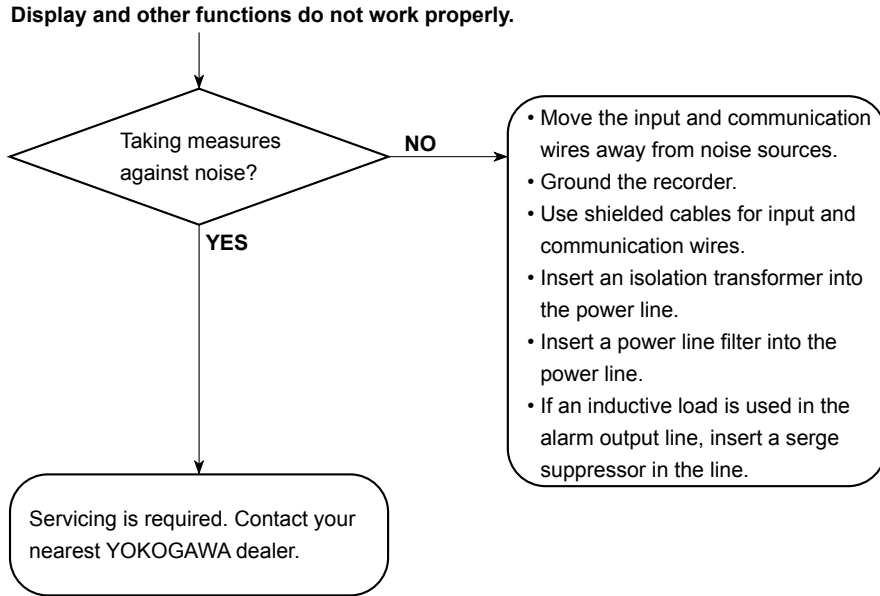 Display and other functions do not work properly.
Taking measures
against noise?
NO
YES
• Move the input and communication
wires away from noise sources.
• Ground the recorder.
• Use shielded cables for input and
communication wires.
• Insert an isolation transformer into
the power line.
• Insert a power line filter into the
power line.
• If an inductive load is used in the
alarm output line, insert a serge
suppressor in the line.
Servicing is required. Contact your
nearest YOKOGAWA dealer.